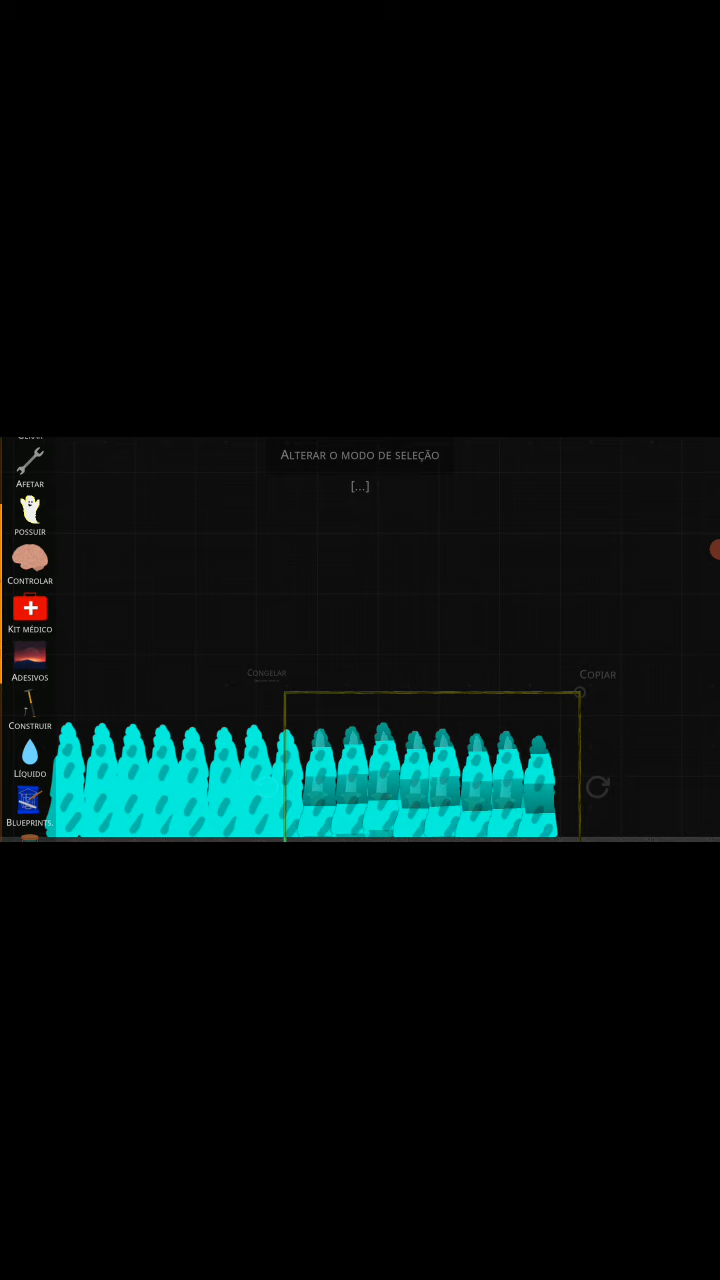 Alterar o modo de seleção
[...]
Afetar
possuir
Controlar
Kit médico
Adesivos
Construir
Líquido
Blueprints.
Congelar
Copiar